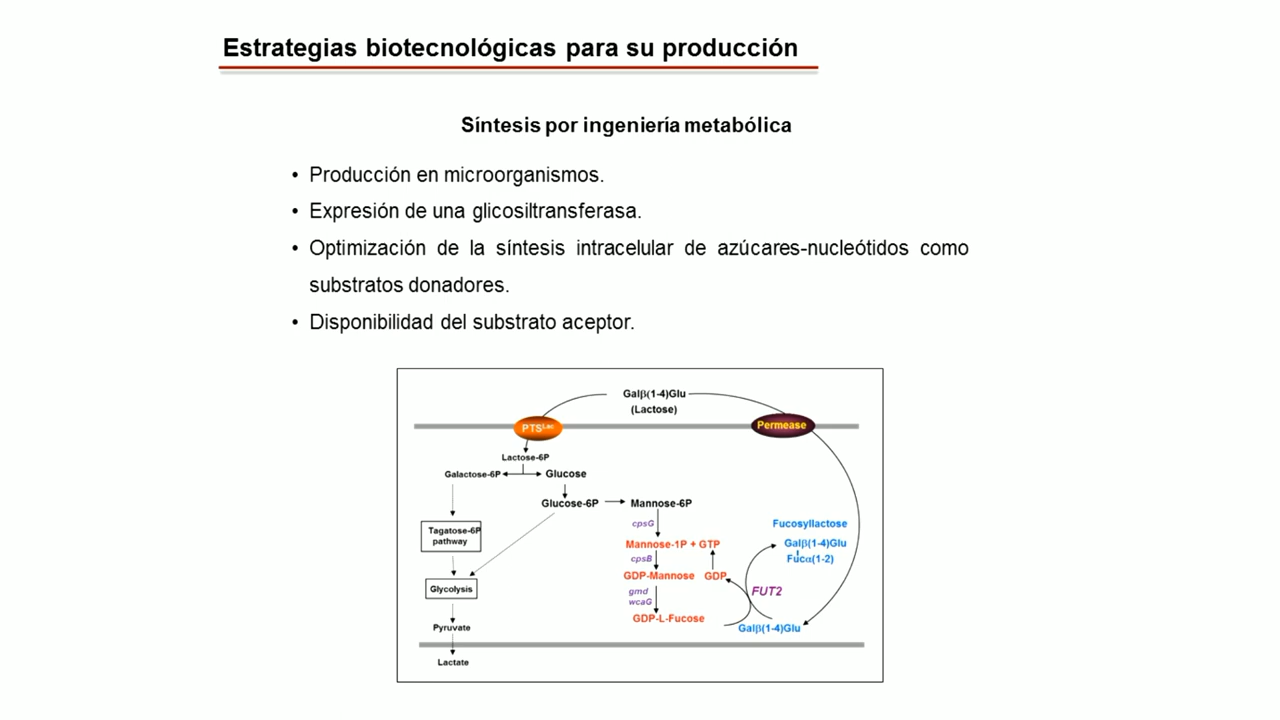 Estrategias biotecnológicas para su producción
Síntesis por ingeniería metabólica
• Producción en microorganismos.
• Expresión de una glicosiltransferasa.
• Optimización de la síntesis intracelular de azúcares-nucleótidos como
substratos donadores.
• Disponibilidad del substrato aceptor.
Galβ(1-4)Glu
(Lactose)
PTSLac
Permease
Lactose-6P
Galactose-6P
Glucose
Glucose-6P
Mannose-6P
cpsG
Fucosyllactose
Tagatose-6P
pathway
Mannose-1P + GTP
Galβ(1-4)Glu
cpsB
Fucα(1-2)
GDP-Mannose
GDP
Glycolysis
gmd
wcaG
FUT2
GDP-L-Fucose
Pyruvate
Galβ(1-4)Glu
Lactate